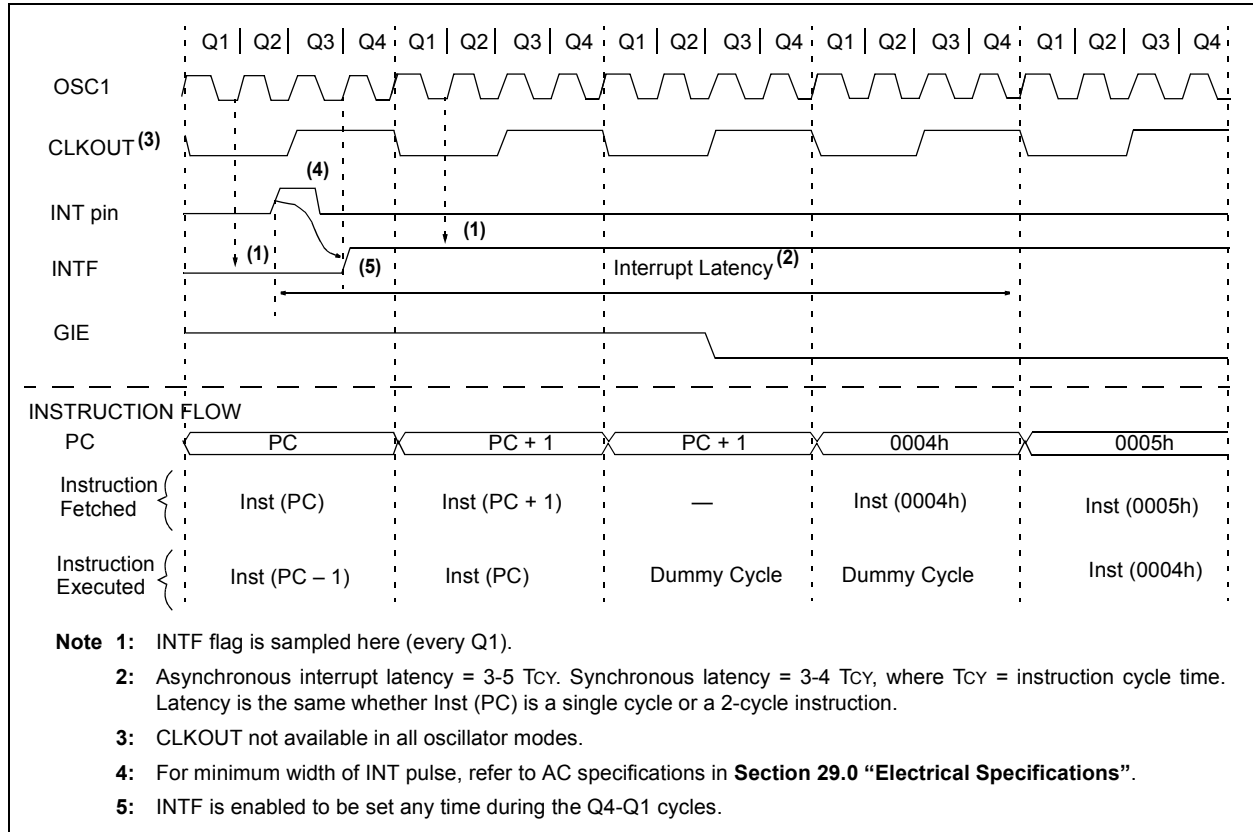 Q1 Q2 Q3 Q4 Q1 Q2 Q3 Q4 Q1 Q2 Q3 Q4 Q1 Q2 Q3 Q4 Q1 Q2 Q3 Q4
OSC1
CLKOUT (3)
(4)
INT pin
(1) (1)
INTF (5) Interrupt Latency (2)
GIE
INSTRUCTION FLOW
PC PC PC + 1 PC + 1 0004h 0005h
Instruction
Fetched
Inst (PC) Inst (PC + 1) — Inst (0004h) Inst (0005h)
Instruction
Executed
Inst (PC – 1) Inst (PC) Dummy Cycle Dummy Cycle Inst (0004h)
Note 1: INTF flag is sampled here (every Q1).
2: Asynchronous interrupt latency = 3-5 TCY. Synchronous latency = 3-4 TCY, where TCY = instruction cycle time.
Latency is the same whether Inst (PC) is a single cycle or a 2-cycle instruction.
3: CLKOUT not available in all oscillator modes.
4: For minimum width of INT pulse, refer to AC specifications in Section 29.0 “Electrical Specifications”.
5: INTF is enabled to be set any time during the Q4-Q1 cycles.